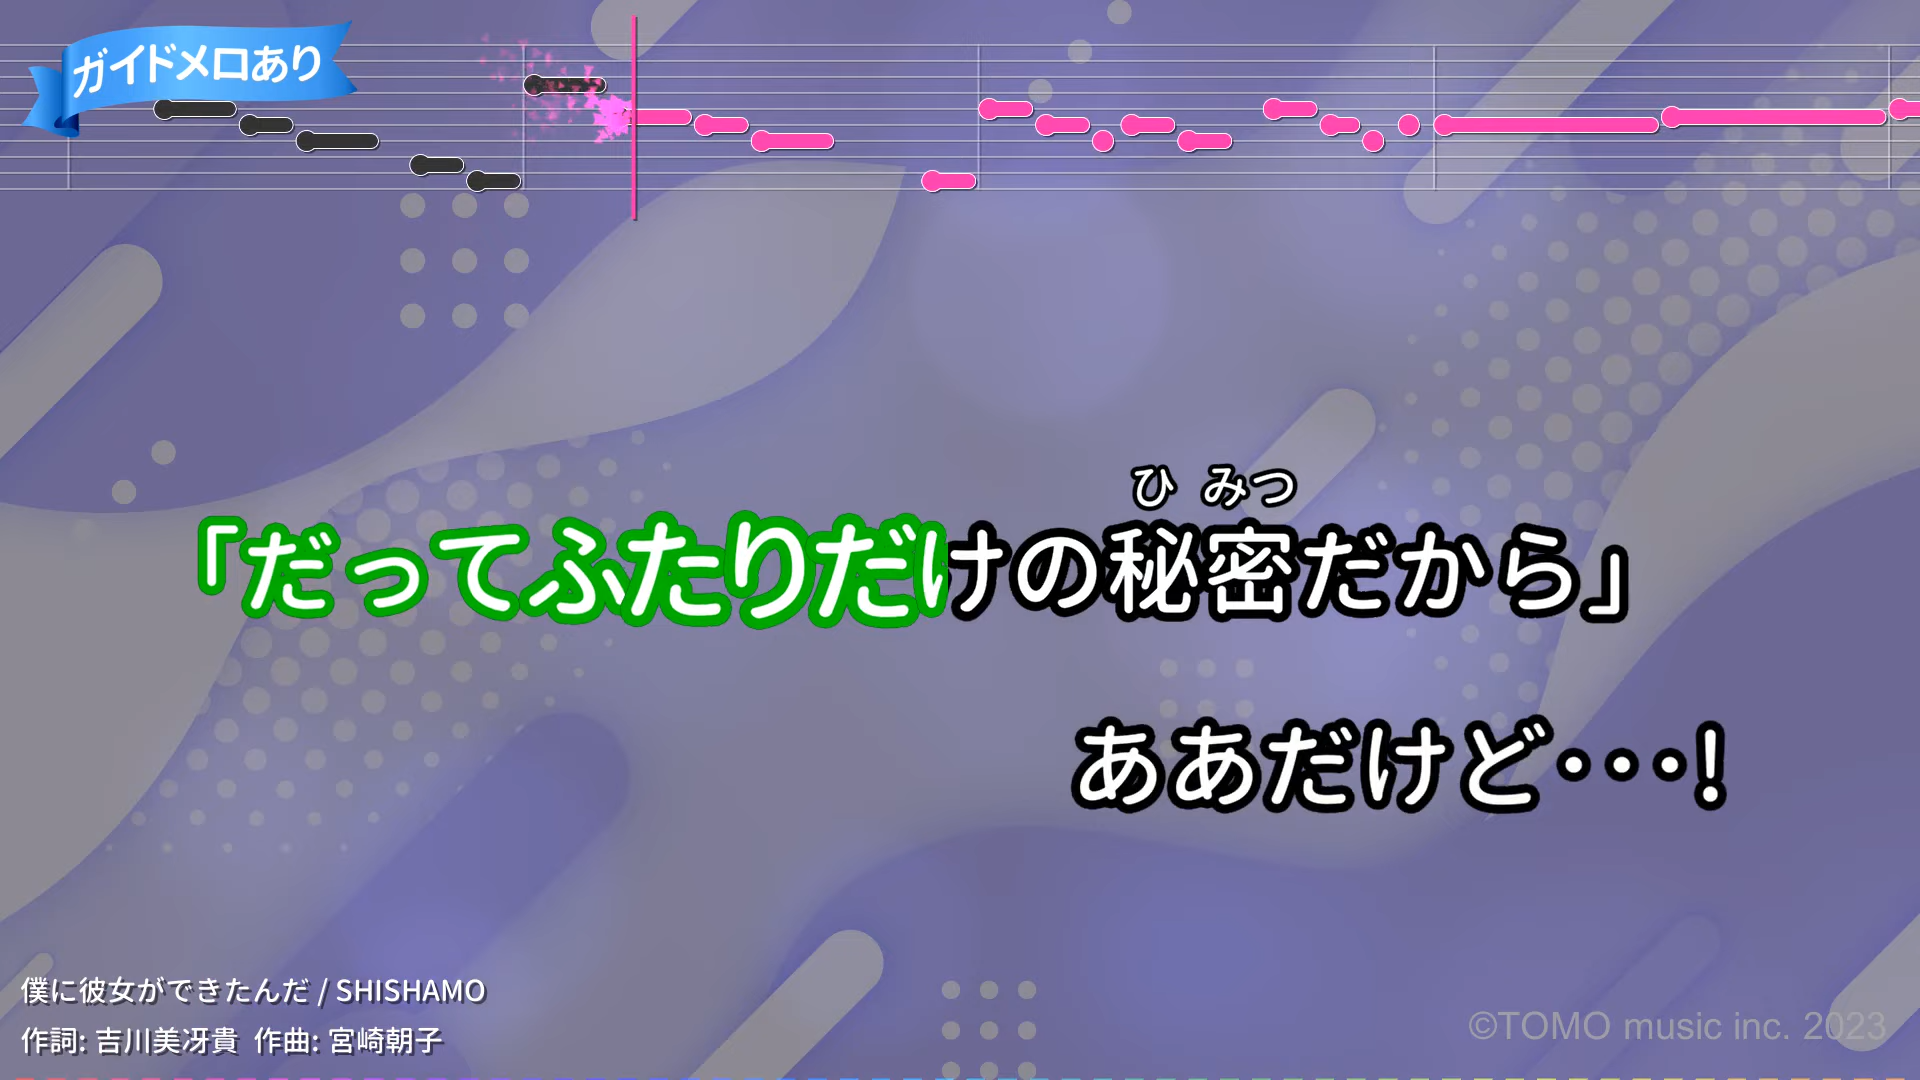 ガイドメロあり
ひみつ
「だってふたりだけの秘密だから」
ああだけど・・・!
僕に彼女ができたんだ / SHISHAMO
作詞: 吉川美冴貴 作曲: 宮崎朝子
©TOMO music inc. 2023